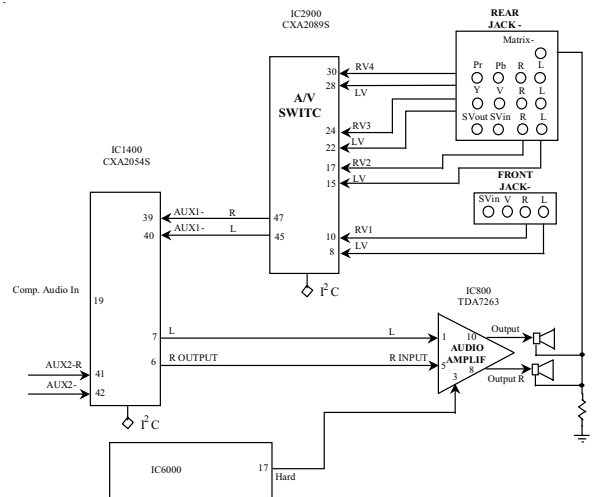 IC2900
CXA2089S
REAR
JACK -
Matrix-
Pr Pb R L
Y V R L
SVout SVin R L
A/V
SWITC
30 RV4
28 LV
24 RV3
22 LV
17 RV2
15 LV
FRONT
JACK-
SVin V R L
10 RV1
8 LV
I²C
IC1400
CXA2054S
39 AUX1- R 47
40 AUX1- L 45
Comp. Audio In
19
7 L L 1
6 R OUTPUT R INPUT 5
IC800
TDA7263
AUDIO
AMPLIF
10 Output
8 Output R
3
AUX2-R 41
AUX2- 42
I²C
IC6000
17 Hard